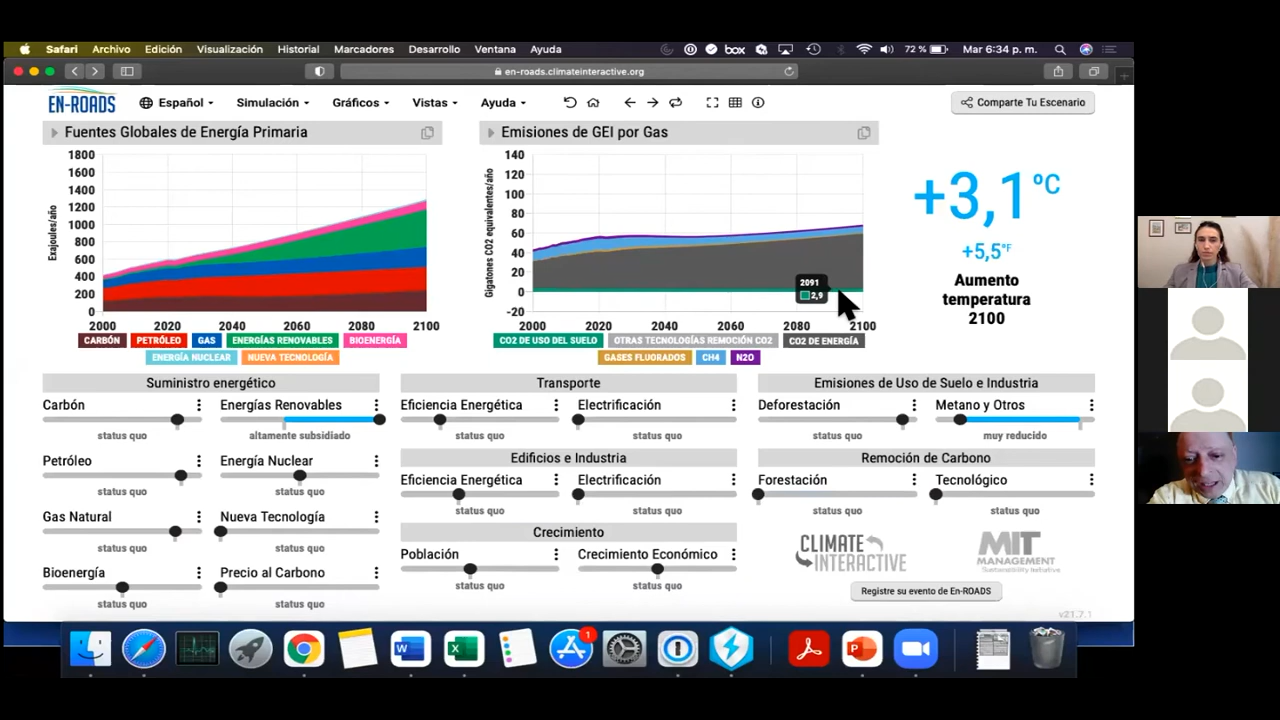 Safari Archivo Edición Visualización Historial Marcadores Desarrollo Ventana Ayuda box 72 % Mar 6:34 p. m.
en-roads.climateinteractive.org
EN-ROADS Español Simulación Gráficos Vistas Ayuda Comparte Tu Escenario
Fuentes Globales de Energía Primaria
Exajoules/año
1800
1600
1400
1200
1000
800
600
400
200
0
2000 2020 2040 2060 2080 2100
CARBÓN PETRÓLEO GAS ENERGÍAS RENOVABLES BIOENERGÍA
ENERGÍA NUCLEAR NUEVA TECNOLOGÍA
Emisiones de GEI por Gas
Gigatones CO2 equivalentes/año
140
120
100
80
60
40
20
0
-20
2091
2,9
2000 2020 2040 2060 2080 2100
CO2 DE USO DEL SUELO OTRAS TECNOLOGÍAS REMOCIÓN CO2 CO2 DE ENERGÍA
GASES FLUORADOS CH4 N2O
+3,1 ºC
+5,5 ºF
Aumento
temperatura
2100
Suministro energético
Carbón
status quo
Energías Renovables
altamente subsidiado
Petróleo
status quo
Energía Nuclear
status quo
Gas Natural
status quo
Nueva Tecnología
status quo
Bioenergía
status quo
Precio al Carbono
status quo
Transporte
Eficiencia Energética
status quo
Electrificación
status quo
Edificios e Industria
Eficiencia Energética
status quo
Electrificación
status quo
Crecimiento
Población
status quo
Crecimiento Económico
status quo
Emisiones de Uso de Suelo e Industria
Deforestación
status quo
Metano y Otros
muy reducido
Remoción de Carbono
Forestación
status quo
Tecnológico
status quo
CLIMATE
INTERACTIVE
MIT
MANAGEMENT
Sustainability Initiative
Registre su evento de En-ROADS
v21.7.1
1